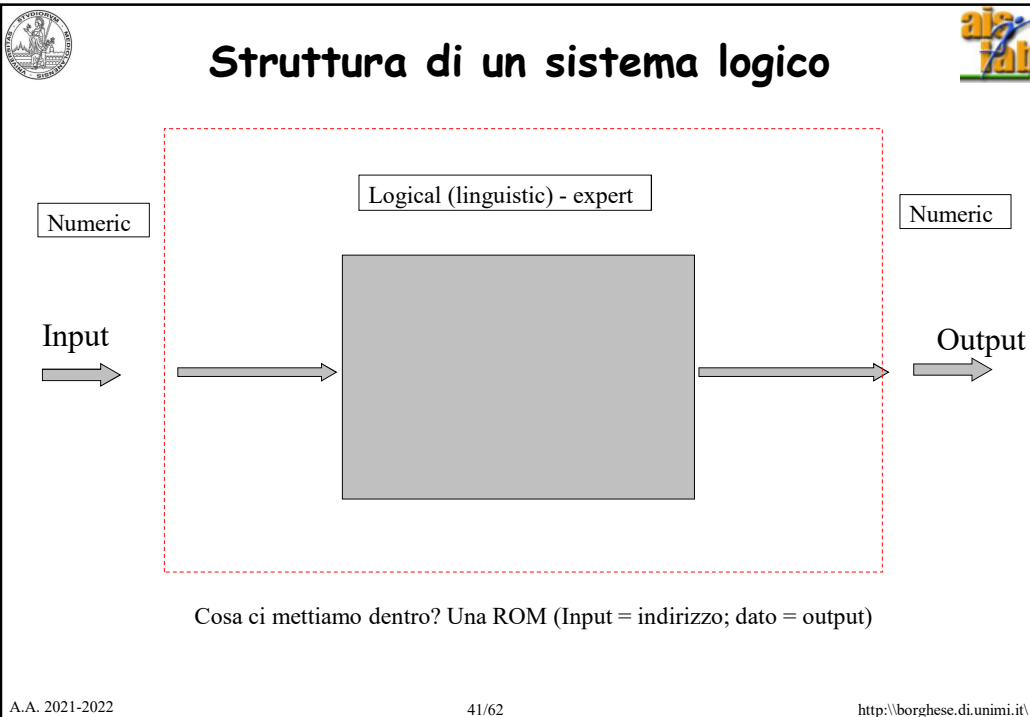 Struttura di un sistema logico
Logical (linguistic) - expert
Numeric
Numeric
Input
Output
Cosa ci mettiamo dentro? Una ROM (Input = indirizzo; dato = output)
A.A. 2021-2022
41/62
http:\\borghese.di.unimi.it\